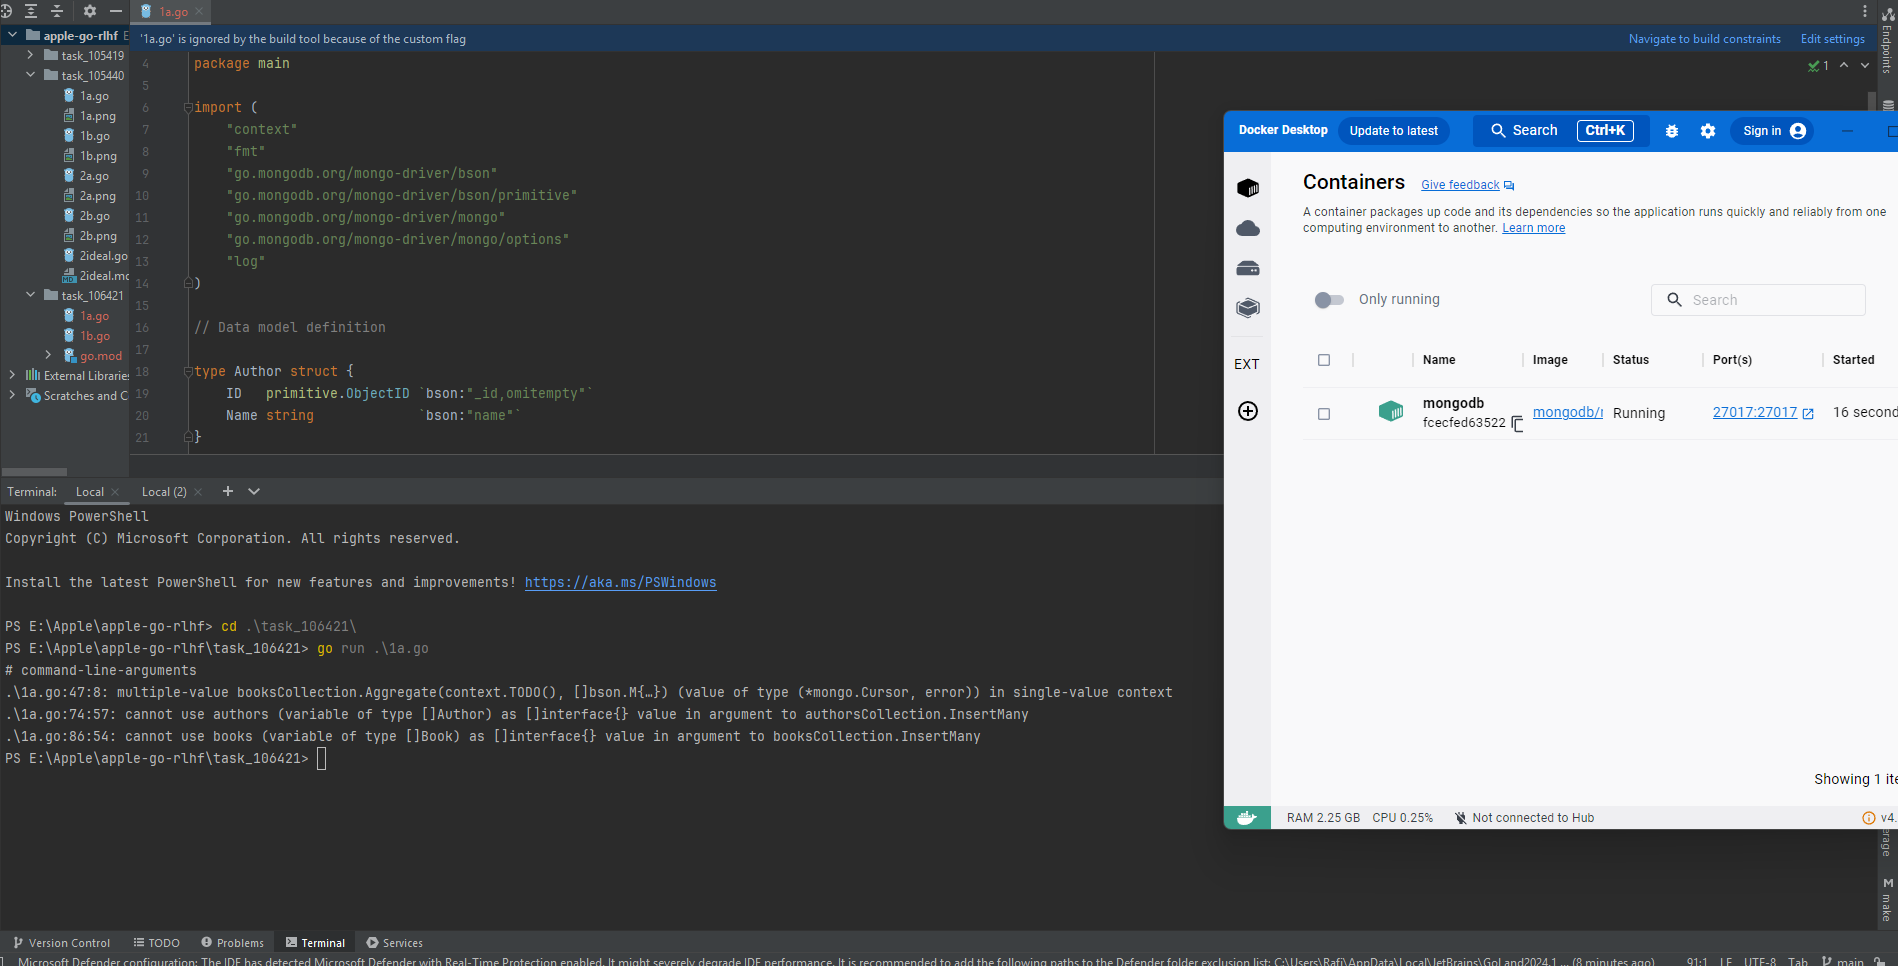 1a.go
apple-go-rlhf E
task_105419
task_105440
1a.go
1a.png
1b.go
1b.png
2a.go
2a.png
2b.go
2b.png
2ideal.go
2ideal.mc
task_106421
1a.go
1b.go
go.mod
External Libraries
Scratches and C
'1a.go' is ignored by the build tool because of the custom flag
Navigate to build constraints
Edit settings
1
4 package main
5
6 import (
7 "context"
8 "fmt"
9 "go.mongodb.org/mongo-driver/bson"
10 "go.mongodb.org/mongo-driver/bson/primitive"
11 "go.mongodb.org/mongo-driver/mongo"
12 "go.mongodb.org/mongo-driver/mongo/options"
13 "log"
14 )
15
16 // Data model definition
17
18 type Author struct {
19 ID primitive.ObjectID `bson:"_id,omitempty"`
20 Name string `bson:"name"`
21 }
Endpoints
Docker Desktop
Update to latest
Search
Ctrl+K
Sign in
Containers
Give feedback
A container packages up code and its dependencies so the application runs quickly and reliably from one
computing environment to another. Learn more
EXT
Only running
Search
Name Image Status Port(s) Started
mongodb
fcecfed63522
mongodb/
Running
27017:27017
16 second
Showing 1 ite
RAM 2.25 GB CPU 0.25% Not connected to Hub
v4.
erage
make
Terminal: Local Local (2)
Windows PowerShell
Copyright (C) Microsoft Corporation. All rights reserved.
Install the latest PowerShell for new features and improvements! https://aka.ms/PSWindows
PS E:\Apple\apple-go-rlhf> cd .\task_106421\
PS E:\Apple\apple-go-rlhf\task_106421> go run .\1a.go
# command-line-arguments
.\1a.go:47:8: multiple-value booksCollection.Aggregate(context.TODO(), []bson.M{…}) (value of type (*mongo.Cursor, error)) in single-value context
.\1a.go:74:57: cannot use authors (variable of type []Author) as []interface{} value in argument to authorsCollection.InsertMany
.\1a.go:86:54: cannot use books (variable of type []Book) as []interface{} value in argument to booksCollection.InsertMany
PS E:\Apple\apple-go-rlhf\task_106421>
Version Control TODO Problems Terminal Services
Microsoft Defender configuration: The IDE has detected Microsoft Defender with Real-Time Protection enabled. It might severely degrade IDE performance. It is recommended to add the following paths to the Defender folder exclusion list: C:\Users\Rafi\AppData\Local\JetBrains\GoLand2024.1 ... (8 minutes ago)
91:1 LF UTF-8 Tab main